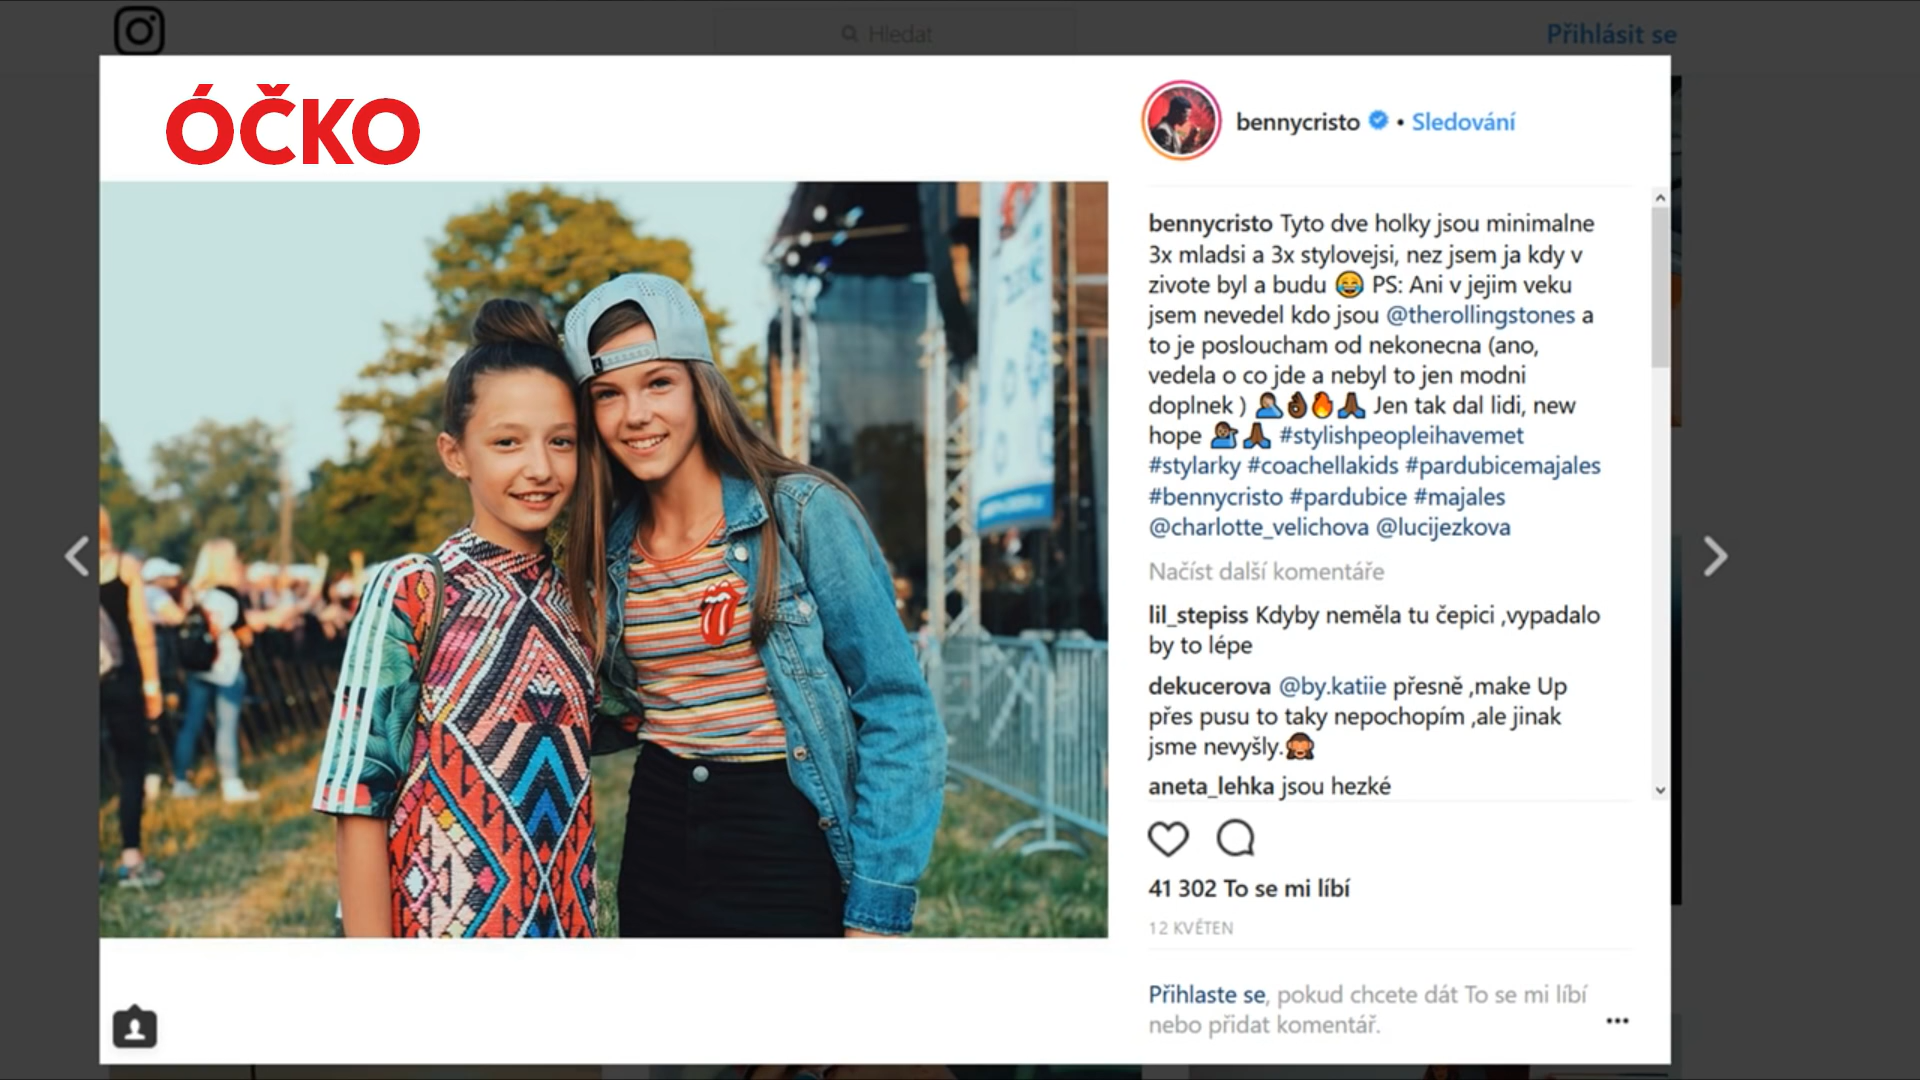 Hledat
Přihlásit se
ÓČKO
bennycristo • Sledování
bennycristo Tyto dve holky jsou minimalne
3x mladsi a 3x stylovejsi, nez jsem ja kdy v
zivote byl a budu 😂 PS: Ani v jejim veku
jsem nevedel kdo jsou @therollingstones a
to je posloucham od nekonecna (ano,
vedela o co jde a nebyl to jen modni
doplnek ) 🤦🏼‍♂️👌🏾🔥🙏🏾 Jen tak dal lidi, new
hope 💁🏽‍♂️🙏🏾 #stylishpeopleihavemet
#stylarky #coachellakids #pardubicemajales
#bennycristo #pardubice #majales
@charlotte_velichova @lucijezkova
Načíst další komentáře
lil_stepiss Kdyby neměla tu čepici ,vypadalo
by to lépe
dekucerova @by.katiie přesně ,make Up
přes pusu to taky nepochopím ,ale jinak
jsme nevyšly.🙈
aneta_lehka jsou hezké
41 302 To se mi líbí
12 KVĚTEN
Přihlaste se, pokud chcete dát To se mi líbí
nebo přidat komentář.